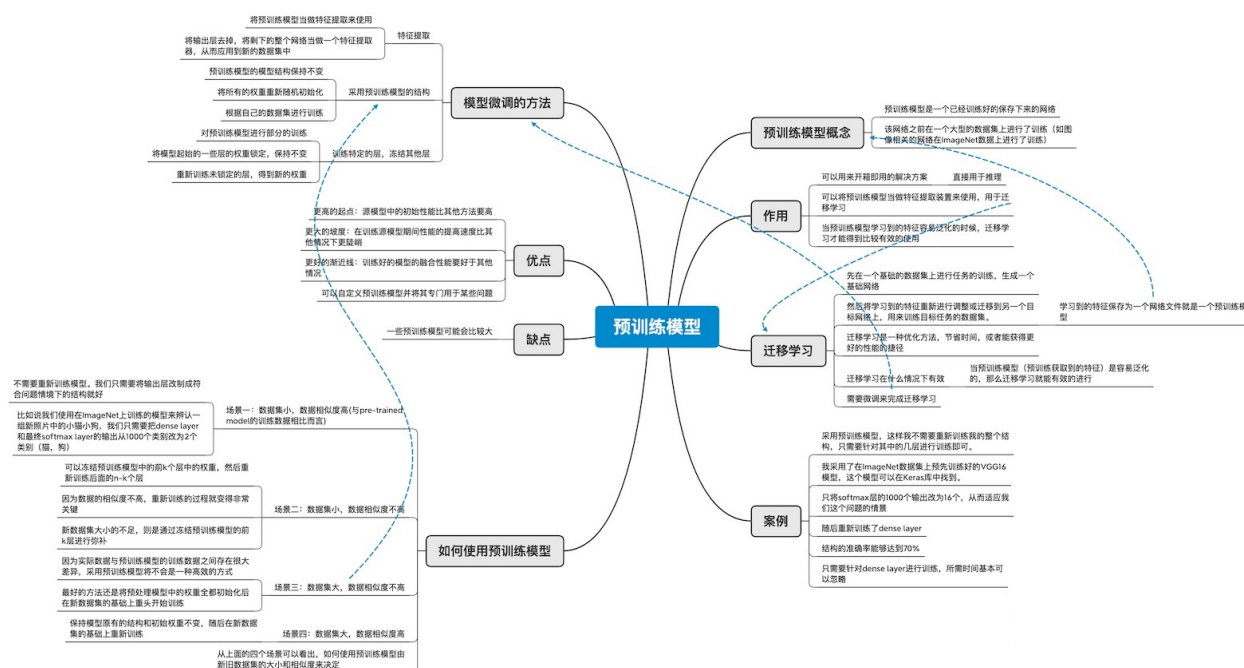 将预训练模型当做特征提取来使用
将输出层去掉，将剩下的整个网络当做一个特征提取
器，从而应用到新的数据集中
特征提取
预训练模型的模型结构保持不变
将所有的权重重新随机初始化
根据自己的数据集进行训练
采用预训练模型的结构
对预训练模型进行部分的训练
将模型起始的一些层的权重锁定，保持不变
重新训练未锁定的层，得到新的权重
训练特定的层，冻结其他层
模型微调的方法
更高的起点：源模型中的初始性能比其他方法要高
更大的坡度：在训练源模型期间性能的提高速度比其
他情况下更陡峭
更好的渐近线：训练好的模型的融合性能要好于其他
情况
可以自定义预训练模型并将其专门用于某些问题
优点
一些预训练模型可能会比较大
缺点
不需要重新训练模型。我们只需要将输出层改制成符
合问题情境下的结构就好
比如说我们使用在ImageNet上训练的模型来辨认一
组新照片中的小猫小狗，我们只需要把dense layer
和最终softmax layer的输出从1000个类别改为2个
类别（猫，狗）
场景一：数据集小，数据相似度高(与pre-trained
model的训练数据相比而言)
可以冻结预训练模型中的前k个层中的权重，然后重
新训练后面的n-k个层
因为数据的相似度不高，重新训练的过程就变得非常
关键
新数据集大小的不足，则是通过冻结预训练模型的前
k层进行弥补
场景二：数据集小，数据相似度不高
因为实际数据与预训练模型的训练数据之间存在很大
差异，采用预训练模型将不会是一种高效的方式
最好的方法还是将预处理模型中的权重全都初始化后
在新数据集的基础上重头开始训练
场景三：数据集大，数据相似度不高
保持模型原有的结构和初始权重不变，随后在新数据
集的基础上重新训练
场景四：数据集大，数据相似度高
从上面的四个场景可以看出，如何使用预训练模型由
新旧数据集的大小和相似度来决定
如何使用预训练模型
预训练模型
预训练模型概念
预训练模型是一个已经训练好的保存下来的网络
该网络之前在一个大型的数据集上进行了训练（如图
像相关的网络在ImageNet数据上进行了训练）
作用
可以用来开箱即用的解决方案
直接用于推理
可以将预训练模型当做特征提取装置来使用，用于迁
移学习
当预训练模型学习到的特征容易泛化的时候，迁移学
习才能得到比较有效的使用
迁移学习
先在一个基础的数据集上进行任务的训练，生成一个
基础网络
然后将学习到的特征重新进行调整或迁移到另一个目
标网络上，用来训练目标任务的数据集。
学习到的特征保存为一个网络文件就是一个预训练模
型
迁移学习是一种优化方法，节省时间，或者能获得更
好的性能的捷径
迁移学习在什么情况下有效
当预训练模型（预训练获取到的特征）是容易泛化
的，那么迁移学习就能有效的进行
需要微调来完成迁移学习
案例
采用预训练模型，这样我不需要重新训练我的整个结
构，只需要针对其中的几层进行训练即可。
我采用了在ImageNet数据集上预先训练好的VGG16
模型，这个模型可以在Keras库中找到。
只将softmax层的1000个输出改为16个，从而适应我
们这个问题的情景
随后重新训练了dense layer
结构的准确率能够达到70%
只需要针对dense layer进行训练，所需时间基本可
以忽略